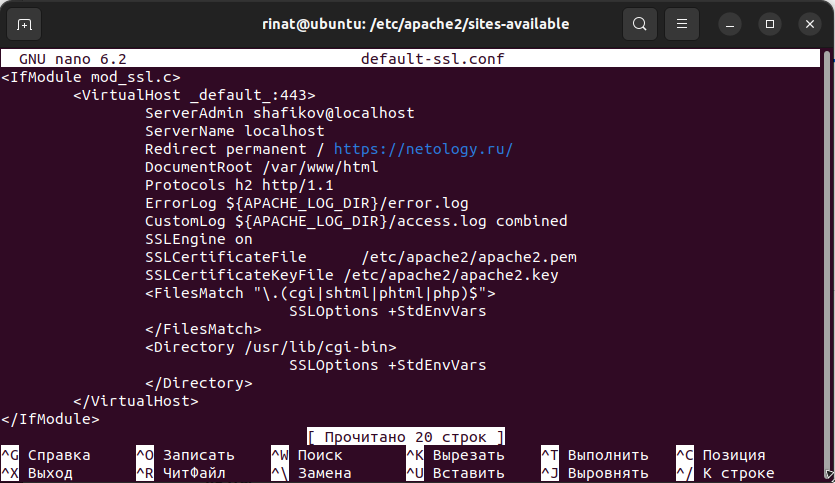 rinat@ubuntu: /etc/apache2/sites-available
GNU nano 6.2 default-ssl.conf
<IfModule mod_ssl.c>
        <VirtualHost _default_:443>
                ServerAdmin shafikov@localhost
                ServerName localhost
                Redirect permanent / https://netology.ru/
                DocumentRoot /var/www/html
                Protocols h2 http/1.1
                ErrorLog ${APACHE_LOG_DIR}/error.log
                CustomLog ${APACHE_LOG_DIR}/access.log combined
                SSLEngine on
                SSLCertificateFile      /etc/apache2/apache2.pem
                SSLCertificateKeyFile /etc/apache2/apache2.key
                <FilesMatch "\.(cgi|shtml|phtml|php)$">
                                SSLOptions +StdEnvVars
                </FilesMatch>
                <Directory /usr/lib/cgi-bin>
                                SSLOptions +StdEnvVars
                </Directory>
        </VirtualHost>
</IfModule>
[ Прочитано 20 строк ]
^G Справка ^O Записать ^W Поиск ^K Вырезать ^T Выполнить ^C Позиция
^X Выход ^R ЧитФайл ^\ Замена ^U Вставить ^J Выровнять ^/ К строке